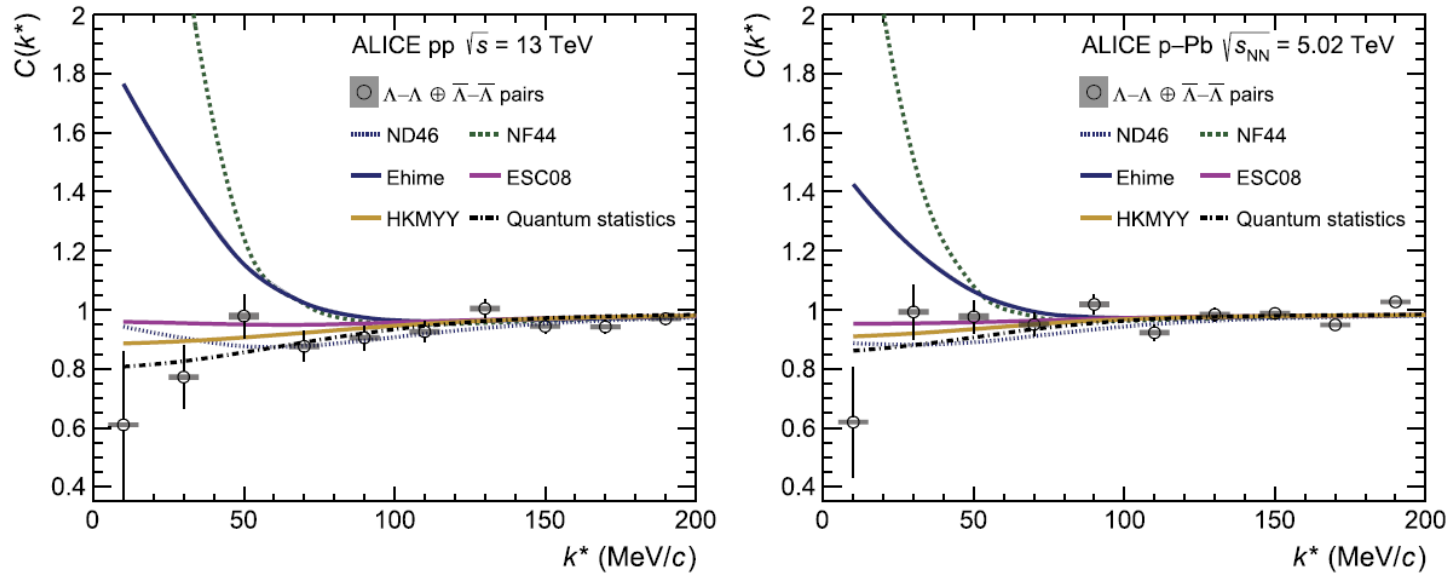 C(k*)
2
1.8
1.6
1.4
1.2
1
0.8
0.6
0.4
ALICE pp √s = 13 TeV
Λ–Λ ⊕ Λ̅–Λ̅ pairs
ND46 NF44
Ehime ESC08
HKMYY Quantum statistics
0 50 100 150 200
k* (MeV/c)
C(k*)
2
1.8
1.6
1.4
1.2
1
0.8
0.6
0.4
ALICE p–Pb √sNN = 5.02 TeV
Λ–Λ ⊕ Λ̅–Λ̅ pairs
ND46 NF44
Ehime ESC08
HKMYY Quantum statistics
0 50 100 150 200
k* (MeV/c)